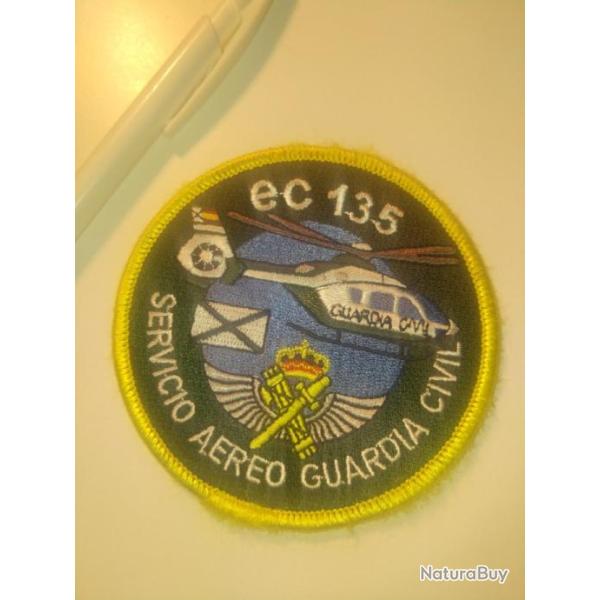 ec 135
GUARDIA CIVIL
SERVICIO AEREO GUARDIA CIVIL
NaturaBuy